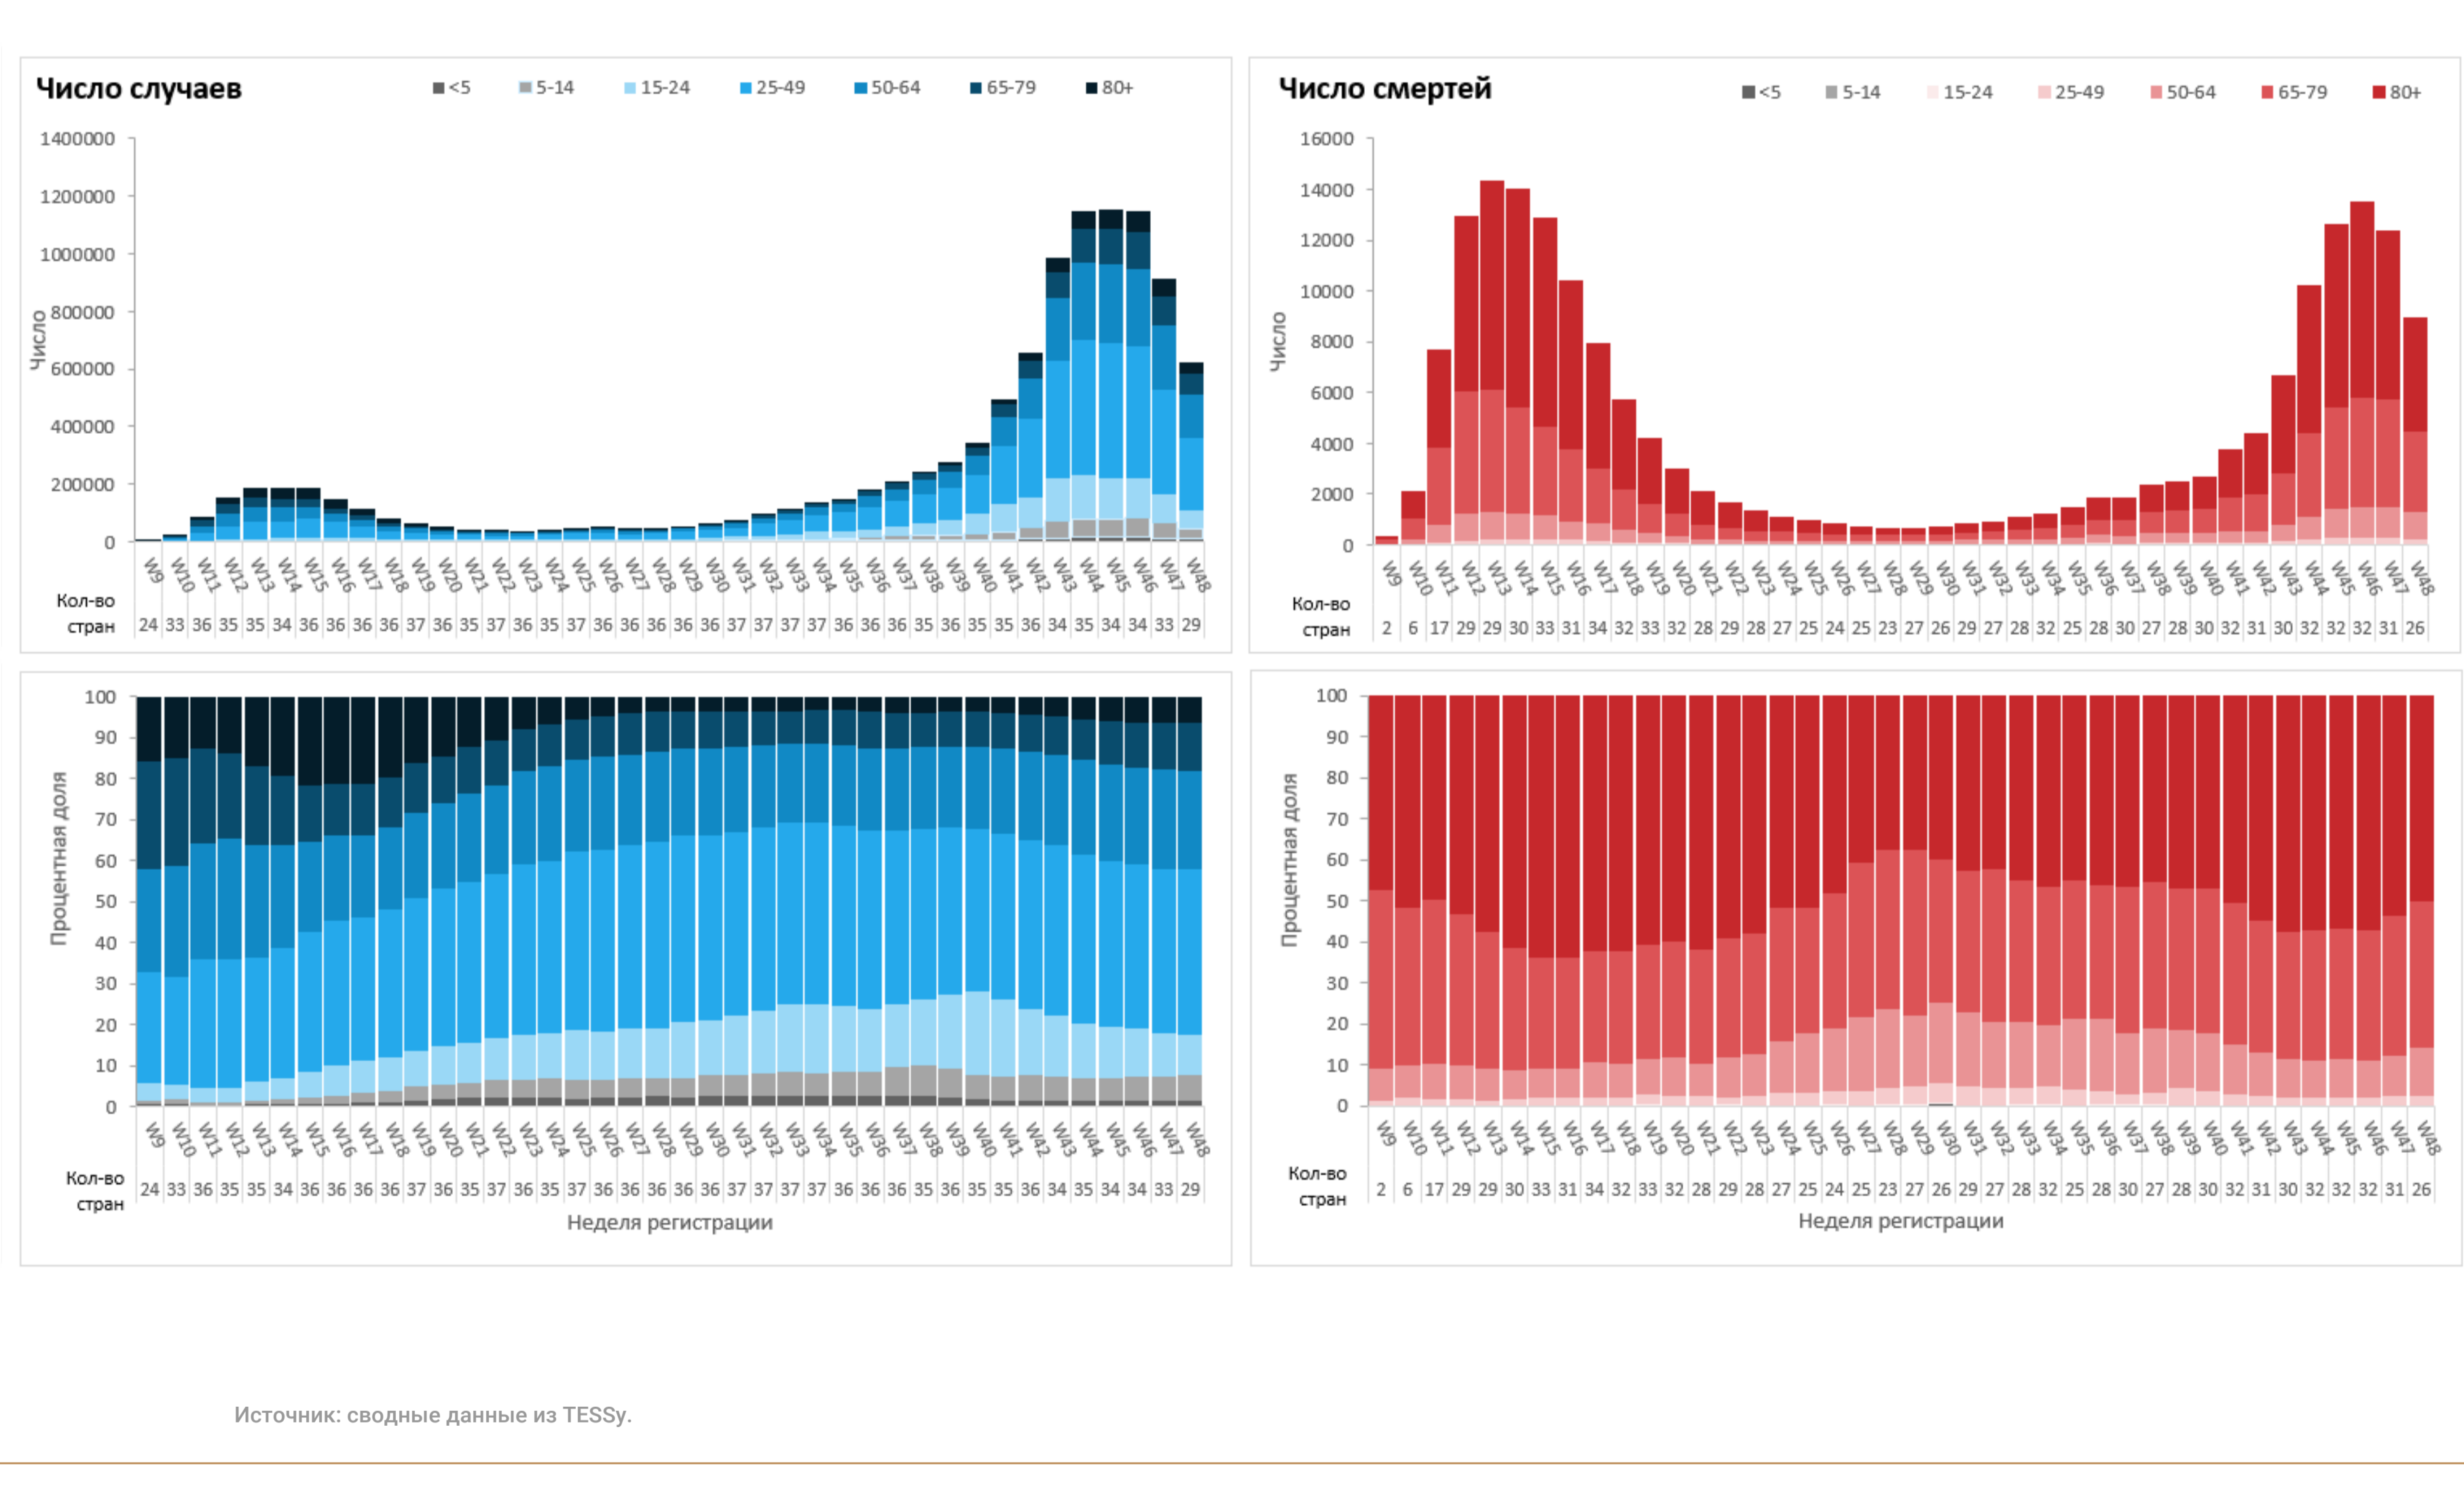 Число случаев
<5 5-14 15-24 25-49 50-64 65-79 80+
1400000
1200000
1000000
800000
600000
400000
200000
0
Число
W9 W10 W11 W12 W13 W14 W15 W16 W17 W18 W19 W20 W21 W22 W23 W24 W25 W26 W27 W28 W29 W30 W31 W32 W33 W34 W35 W36 W37 W38 W39 W40 W41 W42 W43 W44 W45 W46 W47 W48
Кол-во
стран 24 33 36 35 35 34 36 36 36 36 37 36 35 37 36 35 37 36 36 36 36 36 37 37 37 37 36 36 36 35 36 35 35 36 34 35 34 34 33 29
Число смертей
<5 5-14 15-24 25-49 50-64 65-79 80+
16000
14000
12000
10000
8000
6000
4000
2000
0
Число
W9 W10 W11 W12 W13 W14 W15 W16 W17 W18 W19 W20 W21 W22 W23 W24 W25 W26 W27 W28 W29 W30 W31 W32 W33 W34 W35 W36 W37 W38 W39 W40 W41 W42 W43 W44 W45 W46 W47 W48
Кол-во
стран 2 6 17 29 29 30 33 31 34 32 33 32 28 29 28 27 25 24 25 23 27 26 29 27 28 32 25 28 30 27 28 30 32 31 30 32 32 32 31 26
100
90
80
70
60
50
40
30
20
10
0
Процентная доля
W9 W10 W11 W12 W13 W14 W15 W16 W17 W18 W19 W20 W21 W22 W23 W24 W25 W26 W27 W28 W29 W30 W31 W32 W33 W34 W35 W36 W37 W38 W39 W40 W41 W42 W43 W44 W45 W46 W47 W48
Кол-во
стран 24 33 36 35 35 34 36 36 36 36 37 36 35 37 36 35 37 36 36 36 36 36 37 37 37 37 36 36 36 35 36 35 35 36 34 35 34 34 33 29
Неделя регистрации
100
90
80
70
60
50
40
30
20
10
0
Процентная доля
W9 W10 W11 W12 W13 W14 W15 W16 W17 W18 W19 W20 W21 W22 W23 W24 W25 W26 W27 W28 W29 W30 W31 W32 W33 W34 W35 W36 W37 W38 W39 W40 W41 W42 W43 W44 W45 W46 W47 W48
Кол-во
стран 2 6 17 29 29 30 33 31 34 32 33 32 28 29 28 27 25 24 25 23 27 26 29 27 28 32 25 28 30 27 28 30 32 31 30 32 32 32 31 26
Неделя регистрации
Источник: сводные данные из TESSy.